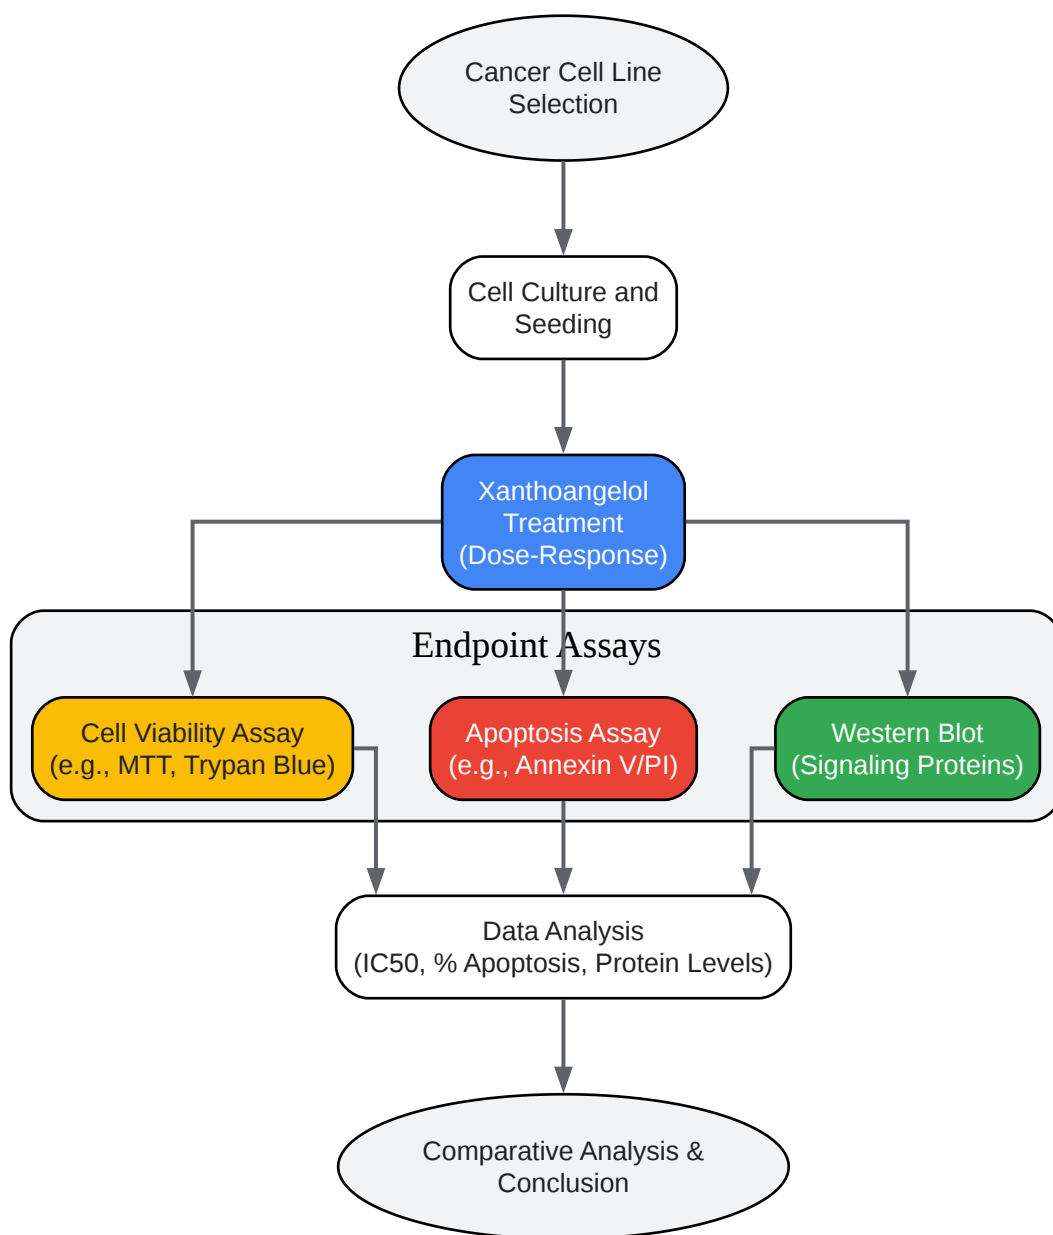 Cancer Cell Line
Selection
Cell Culture and
Seeding
Xanthoangelol
Treatment
(Dose-Response)
Endpoint Assays
Cell Viability Assay
(e.g., MTT, Trypan Blue)
Apoptosis Assay
(e.g., Annexin V/PI)
Western Blot
(Signaling Proteins)
Data Analysis
(IC50, % Apoptosis, Protein Levels)
Comparative Analysis &
Conclusion